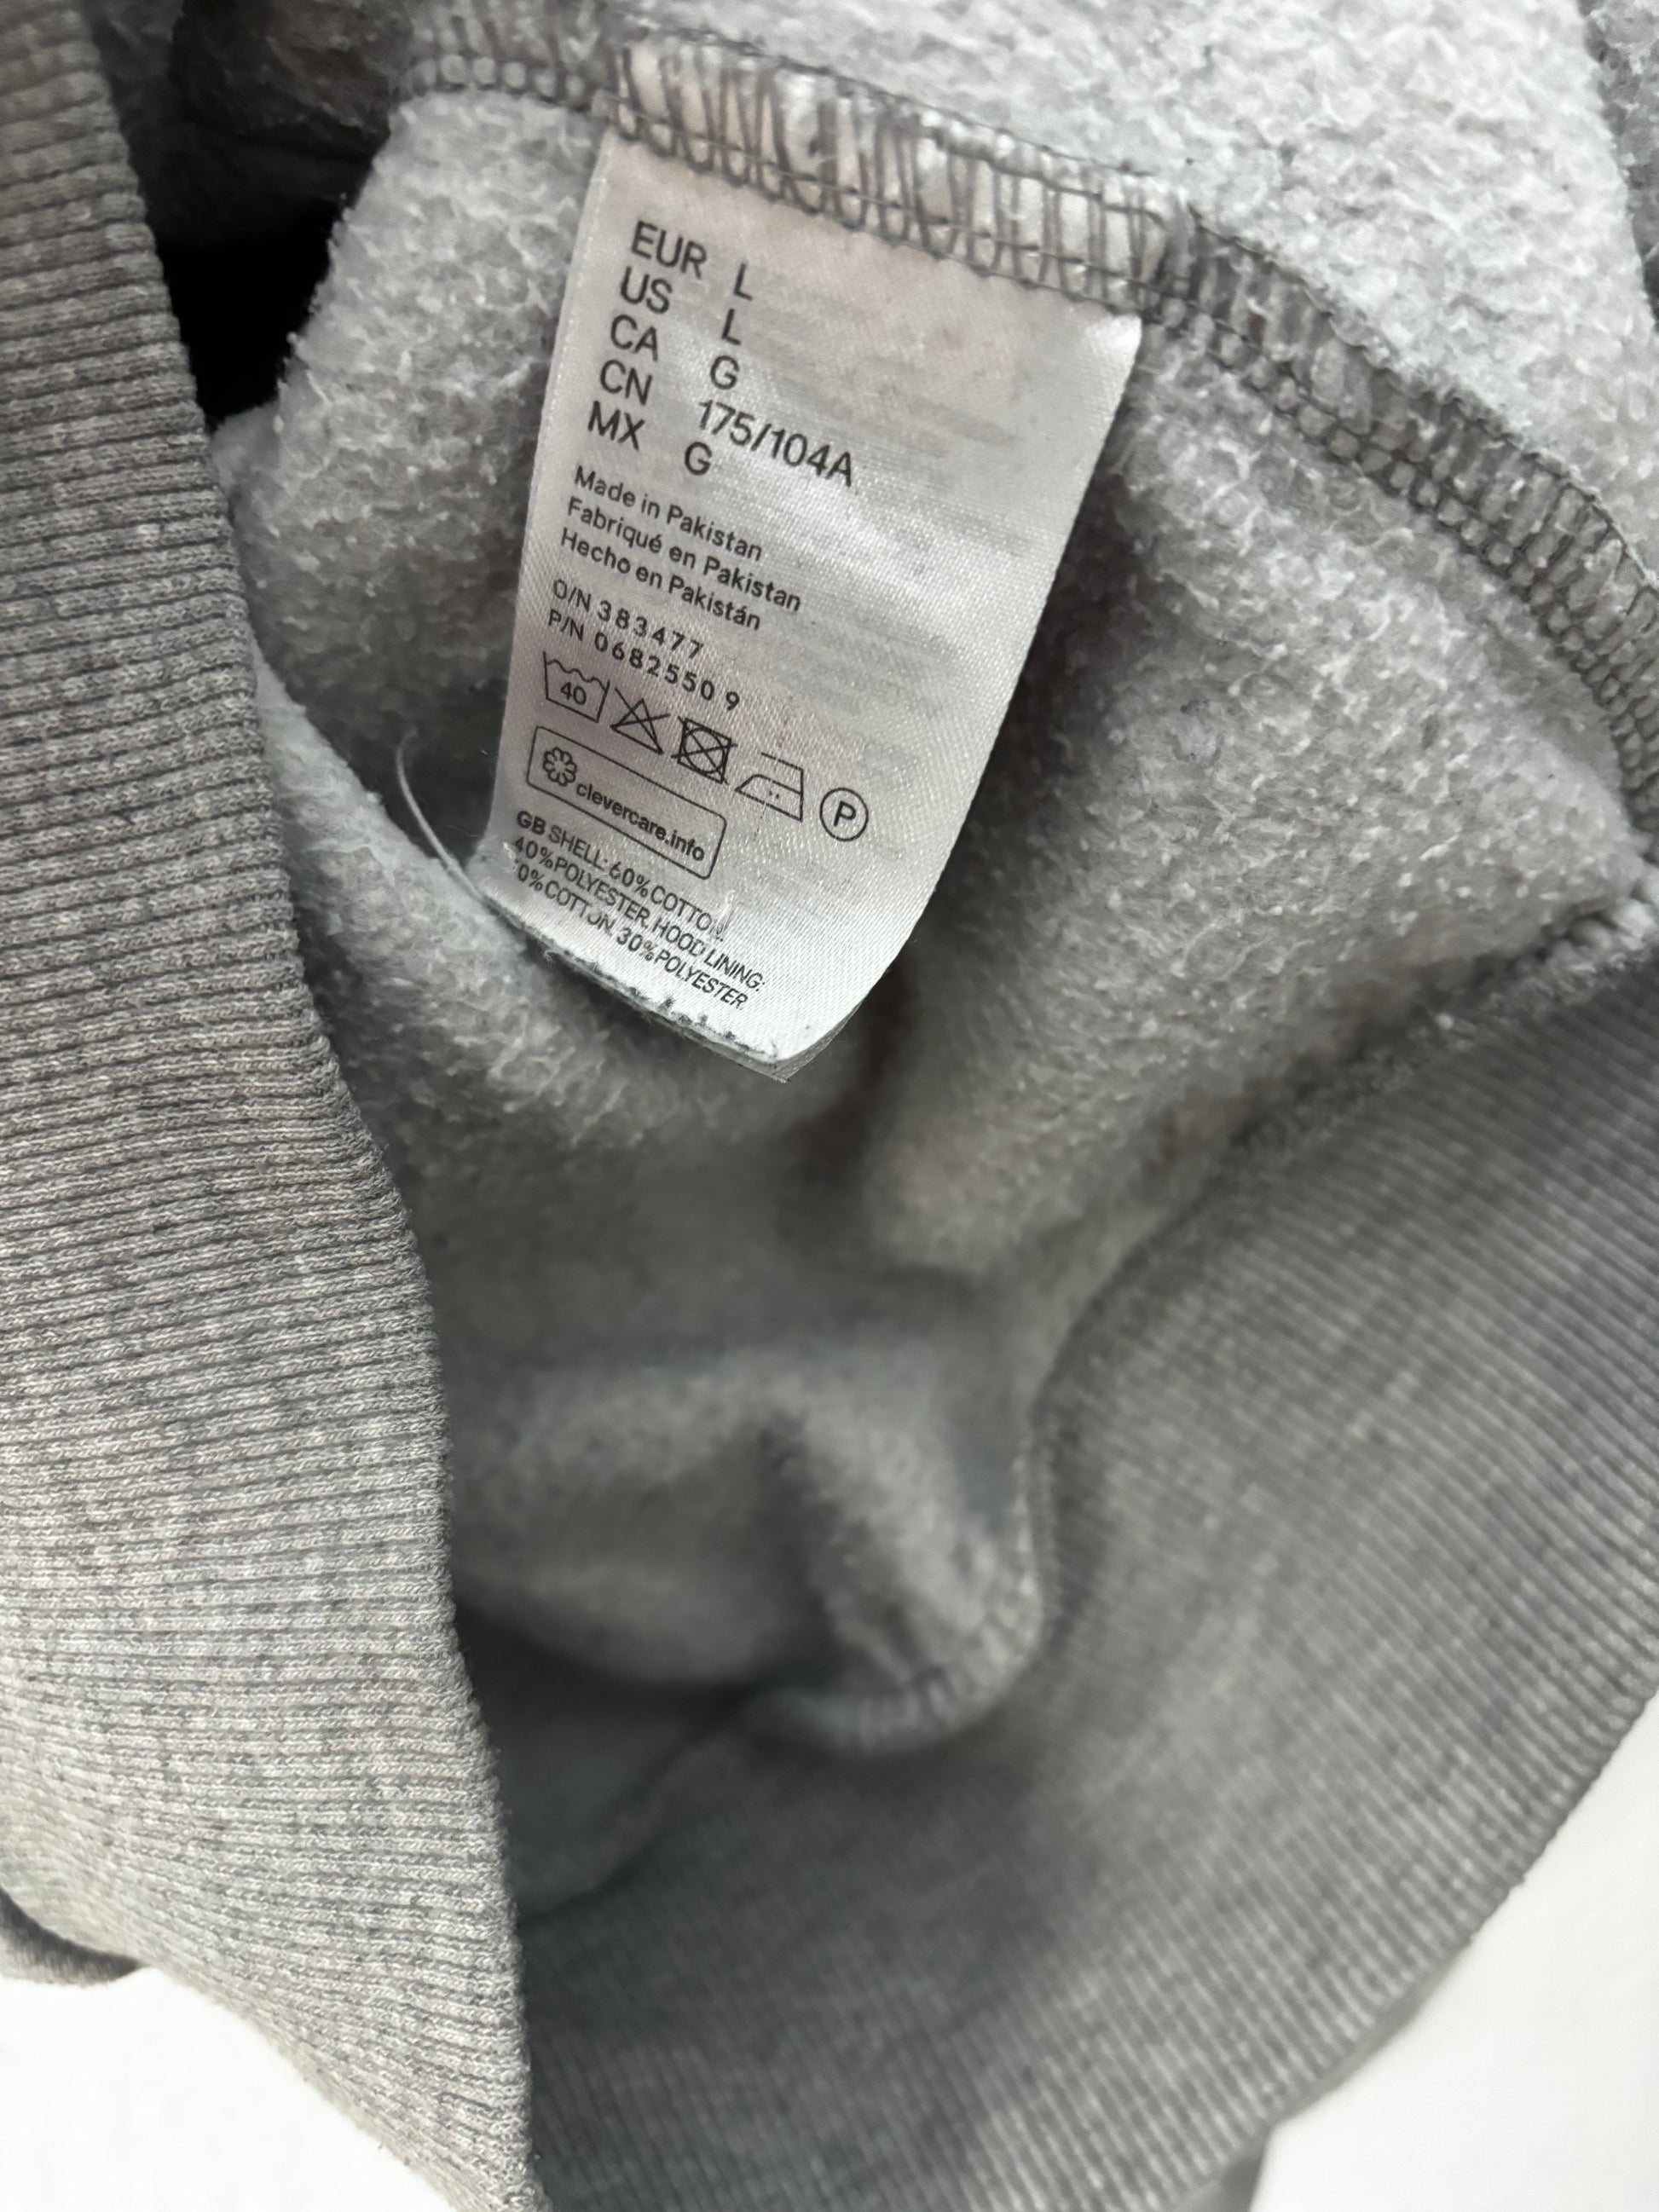 EUR L
US L
CA G
CN 175/104A
MX G
Made in Pakistan
Fabriqué en Pakistan
Hecho en Pakistán
O/N 383477
P/N 0682550 9
40
P
clevercare.info
GB SHELL: 60% COTTON.
40%POLYESTER. HOOD LINING:
0%COTTON. 30%POLYESTER